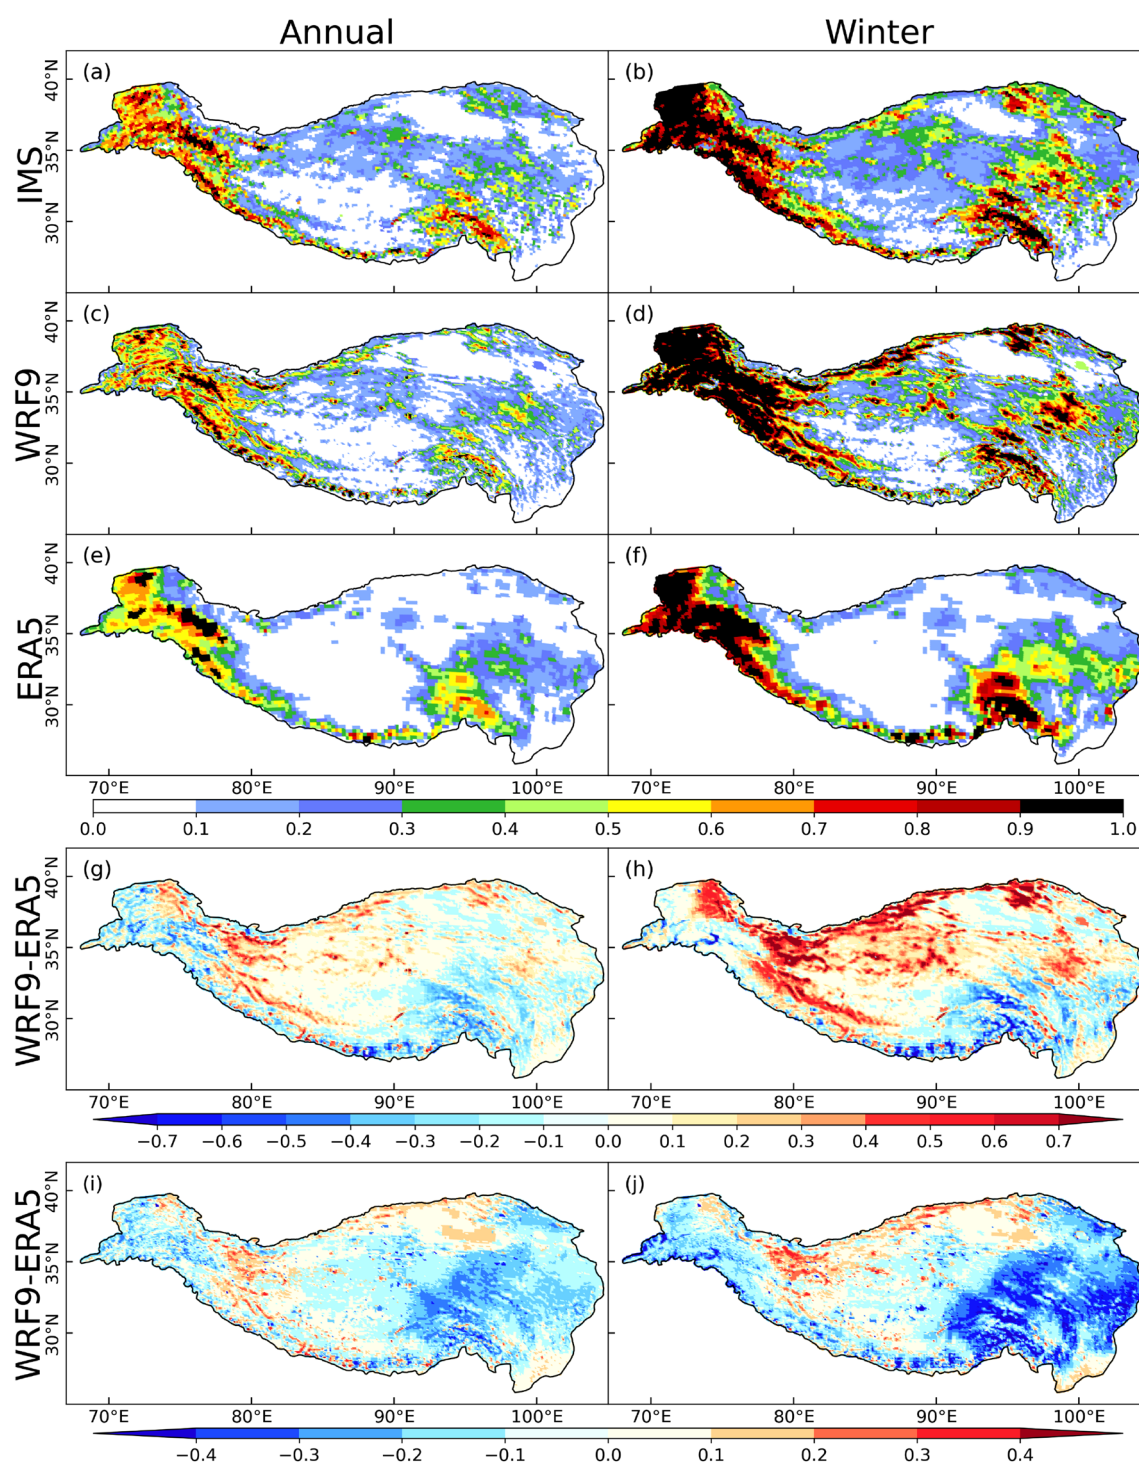 Annual Winter
IMS
(a) (b)
40°N
35°N
30°N
WRF9
(c) (d)
40°N
35°N
30°N
ERA5
(e) (f)
40°N
35°N
30°N
70°E 80°E 90°E 100°E 70°E 80°E 90°E 100°E
0.0 0.1 0.2 0.3 0.4 0.5 0.6 0.7 0.8 0.9 1.0
WRF9-ERA5
(g) (h)
40°N
35°N
30°N
70°E 80°E 90°E 100°E 70°E 80°E 90°E 100°E
−0.7 −0.6 −0.5 −0.4 −0.3 −0.2 −0.1 0.0 0.1 0.2 0.3 0.4 0.5 0.6 0.7
WRF9-ERA5
(i) (j)
40°N
35°N
30°N
70°E 80°E 90°E 100°E 70°E 80°E 90°E 100°E
−0.4 −0.3 −0.2 −0.1 0.0 0.1 0.2 0.3 0.4